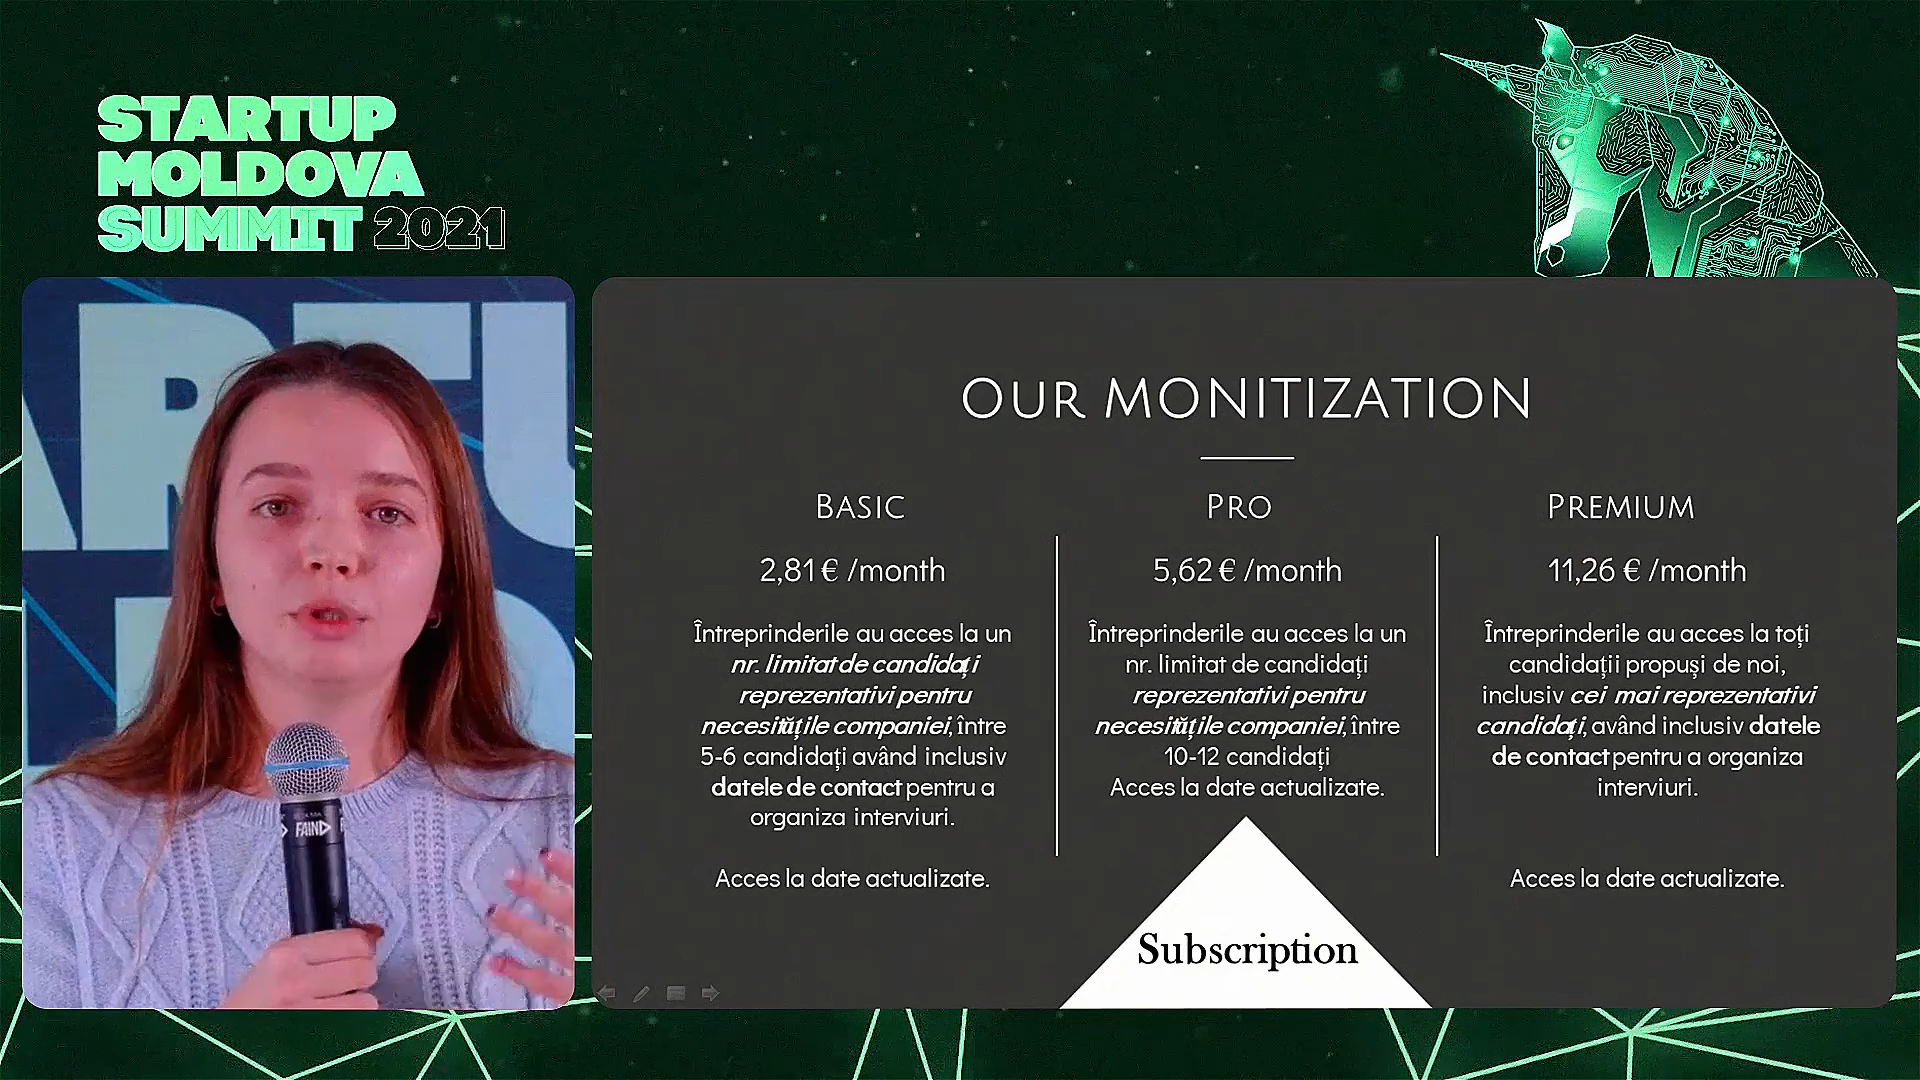 STARTUP
MOLDOVA
SUMMIT 2021
OUR MONITIZATION
BASIC
2,81 € /month
Întreprinderile au acces la un
nr. limitat de candidați
reprezentativi pentru
necesitățile companiei, între
5-6 candidați având inclusiv
datele de contact pentru a
organiza interviuri.
Acces la date actualizate.
PRO
5,62 € /month
Întreprinderile au acces la un
nr. limitat de candidați
reprezentativi pentru
necesitățile companiei, între
10-12 candidați
Acces la date actualizate.
PREMIUM
11,26 € /month
Întreprinderile au acces la toți
candidații propuși de noi,
inclusiv cei mai reprezentativi
candidați, având inclusiv datele
de contact pentru a organiza
interviuri.
Acces la date actualizate.
Subscription
FAIND